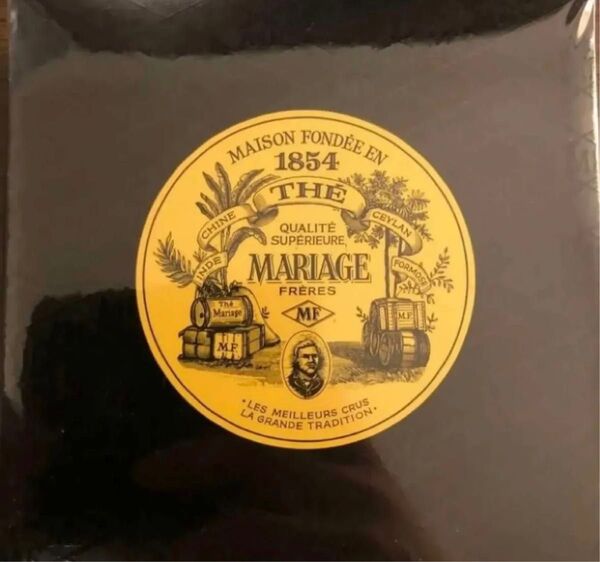 MAISON FONDÉE EN
1854
THÉ
CHINE
CEYLAN
INDE
FORMOSE
QUALITÉ
SUPÉRIEURE
MARIAGE
FRÈRES
MF
Thé
Mariage
M.F
M.F
• LES MEILLEURS CRUS
LA GRANDE TRADITION •